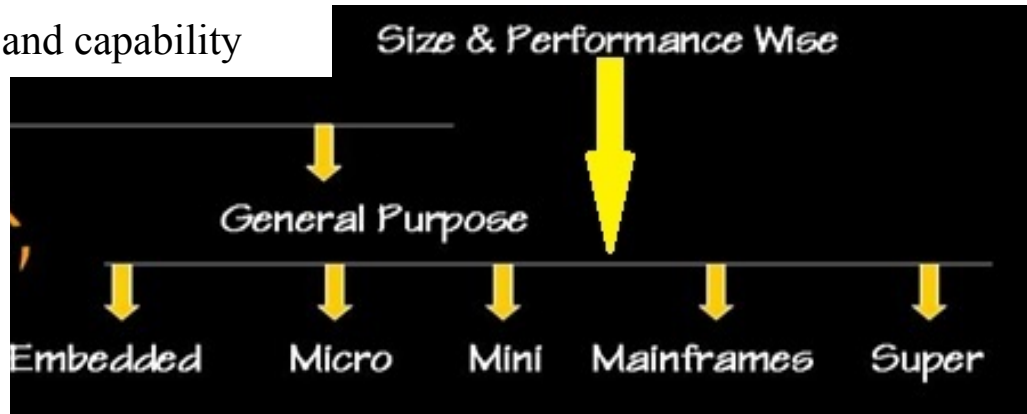 and capability
Size & Performance Wise
General Purpose
Embedded Micro Mini Mainframes Super